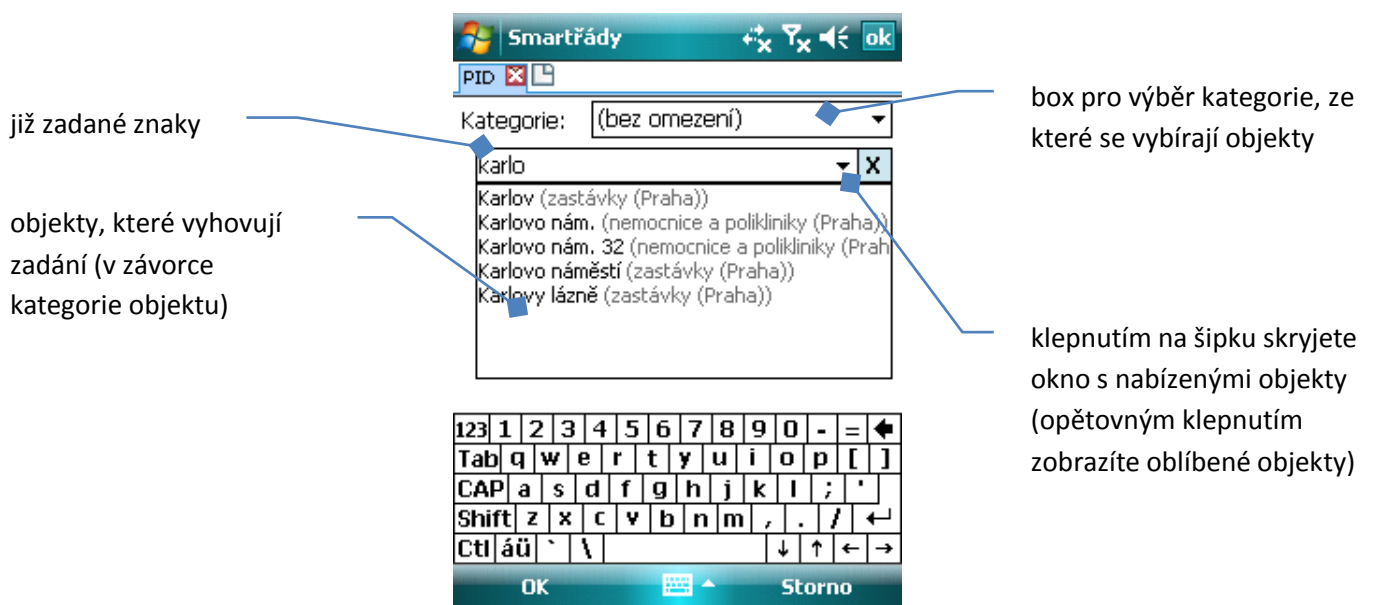 Smartřády
ok
PID
Kategorie:
(bez omezení)
karlo
X
Karlov (zastávky (Praha))
Karlovo nám. (nemocnice a polikliniky (Praha))
Karlovo nám. 32 (nemocnice a polikliniky (Prah
Karlovo náměstí (zastávky (Praha))
Karlovy lázně (zastávky (Praha))
123 1 2 3 4 5 6 7 8 9 0 - =
Tab q w e r t y u i o p [ ]
CAP a s d f g h j k l ; '
Shift z x c v b n m , . /
Ctl áü ` \ ↓ ↑ ← →
OK
Storno
již zadané znaky
objekty, které vyhovují
zadání (v závorce
kategorie objektu)
box pro výběr kategorie, ze
které se vybírají objekty
klepnutím na šipku skryjete
okno s nabízenými objekty
(opětovným klepnutím
zobrazíte oblíbené objekty)